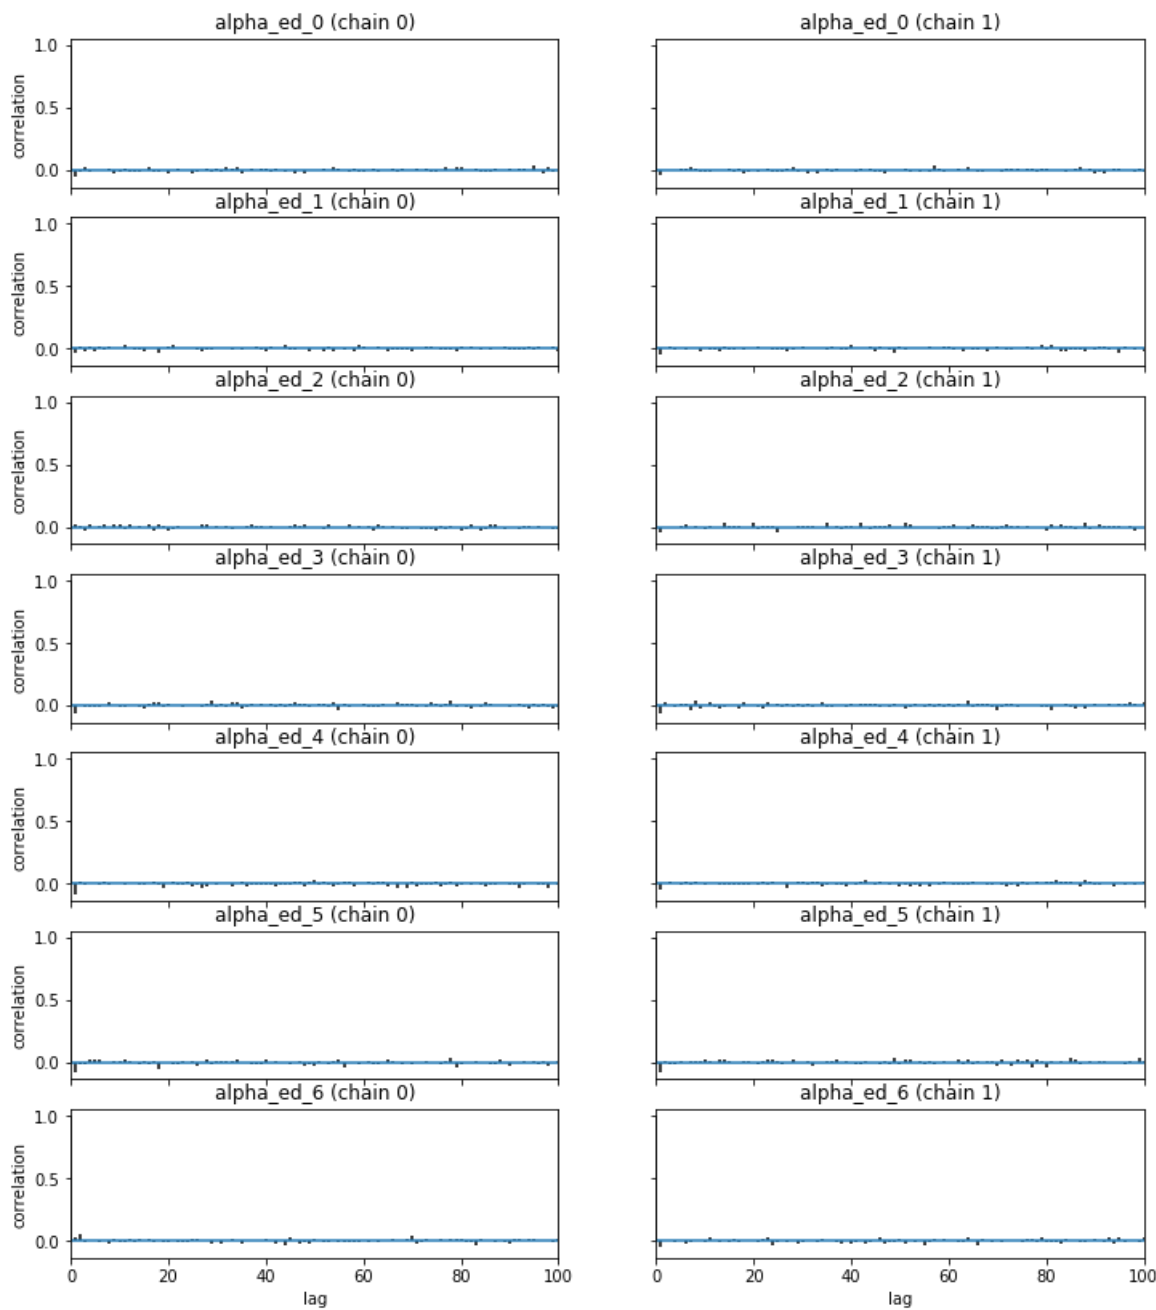 alpha_ed_0 (chain 0) alpha_ed_0 (chain 1)
1.0
0.5
0.0
correlation
alpha_ed_1 (chain 0) alpha_ed_1 (chain 1)
1.0
0.5
0.0
correlation
alpha_ed_2 (chain 0) alpha_ed_2 (chain 1)
1.0
0.5
0.0
correlation
alpha_ed_3 (chain 0) alpha_ed_3 (chain 1)
1.0
0.5
0.0
correlation
alpha_ed_4 (chain 0) alpha_ed_4 (chain 1)
1.0
0.5
0.0
correlation
alpha_ed_5 (chain 0) alpha_ed_5 (chain 1)
1.0
0.5
0.0
correlation
alpha_ed_6 (chain 0) alpha_ed_6 (chain 1)
1.0
0.5
0.0
correlation
0 20 40 60 80 100 0 20 40 60 80 100
lag lag